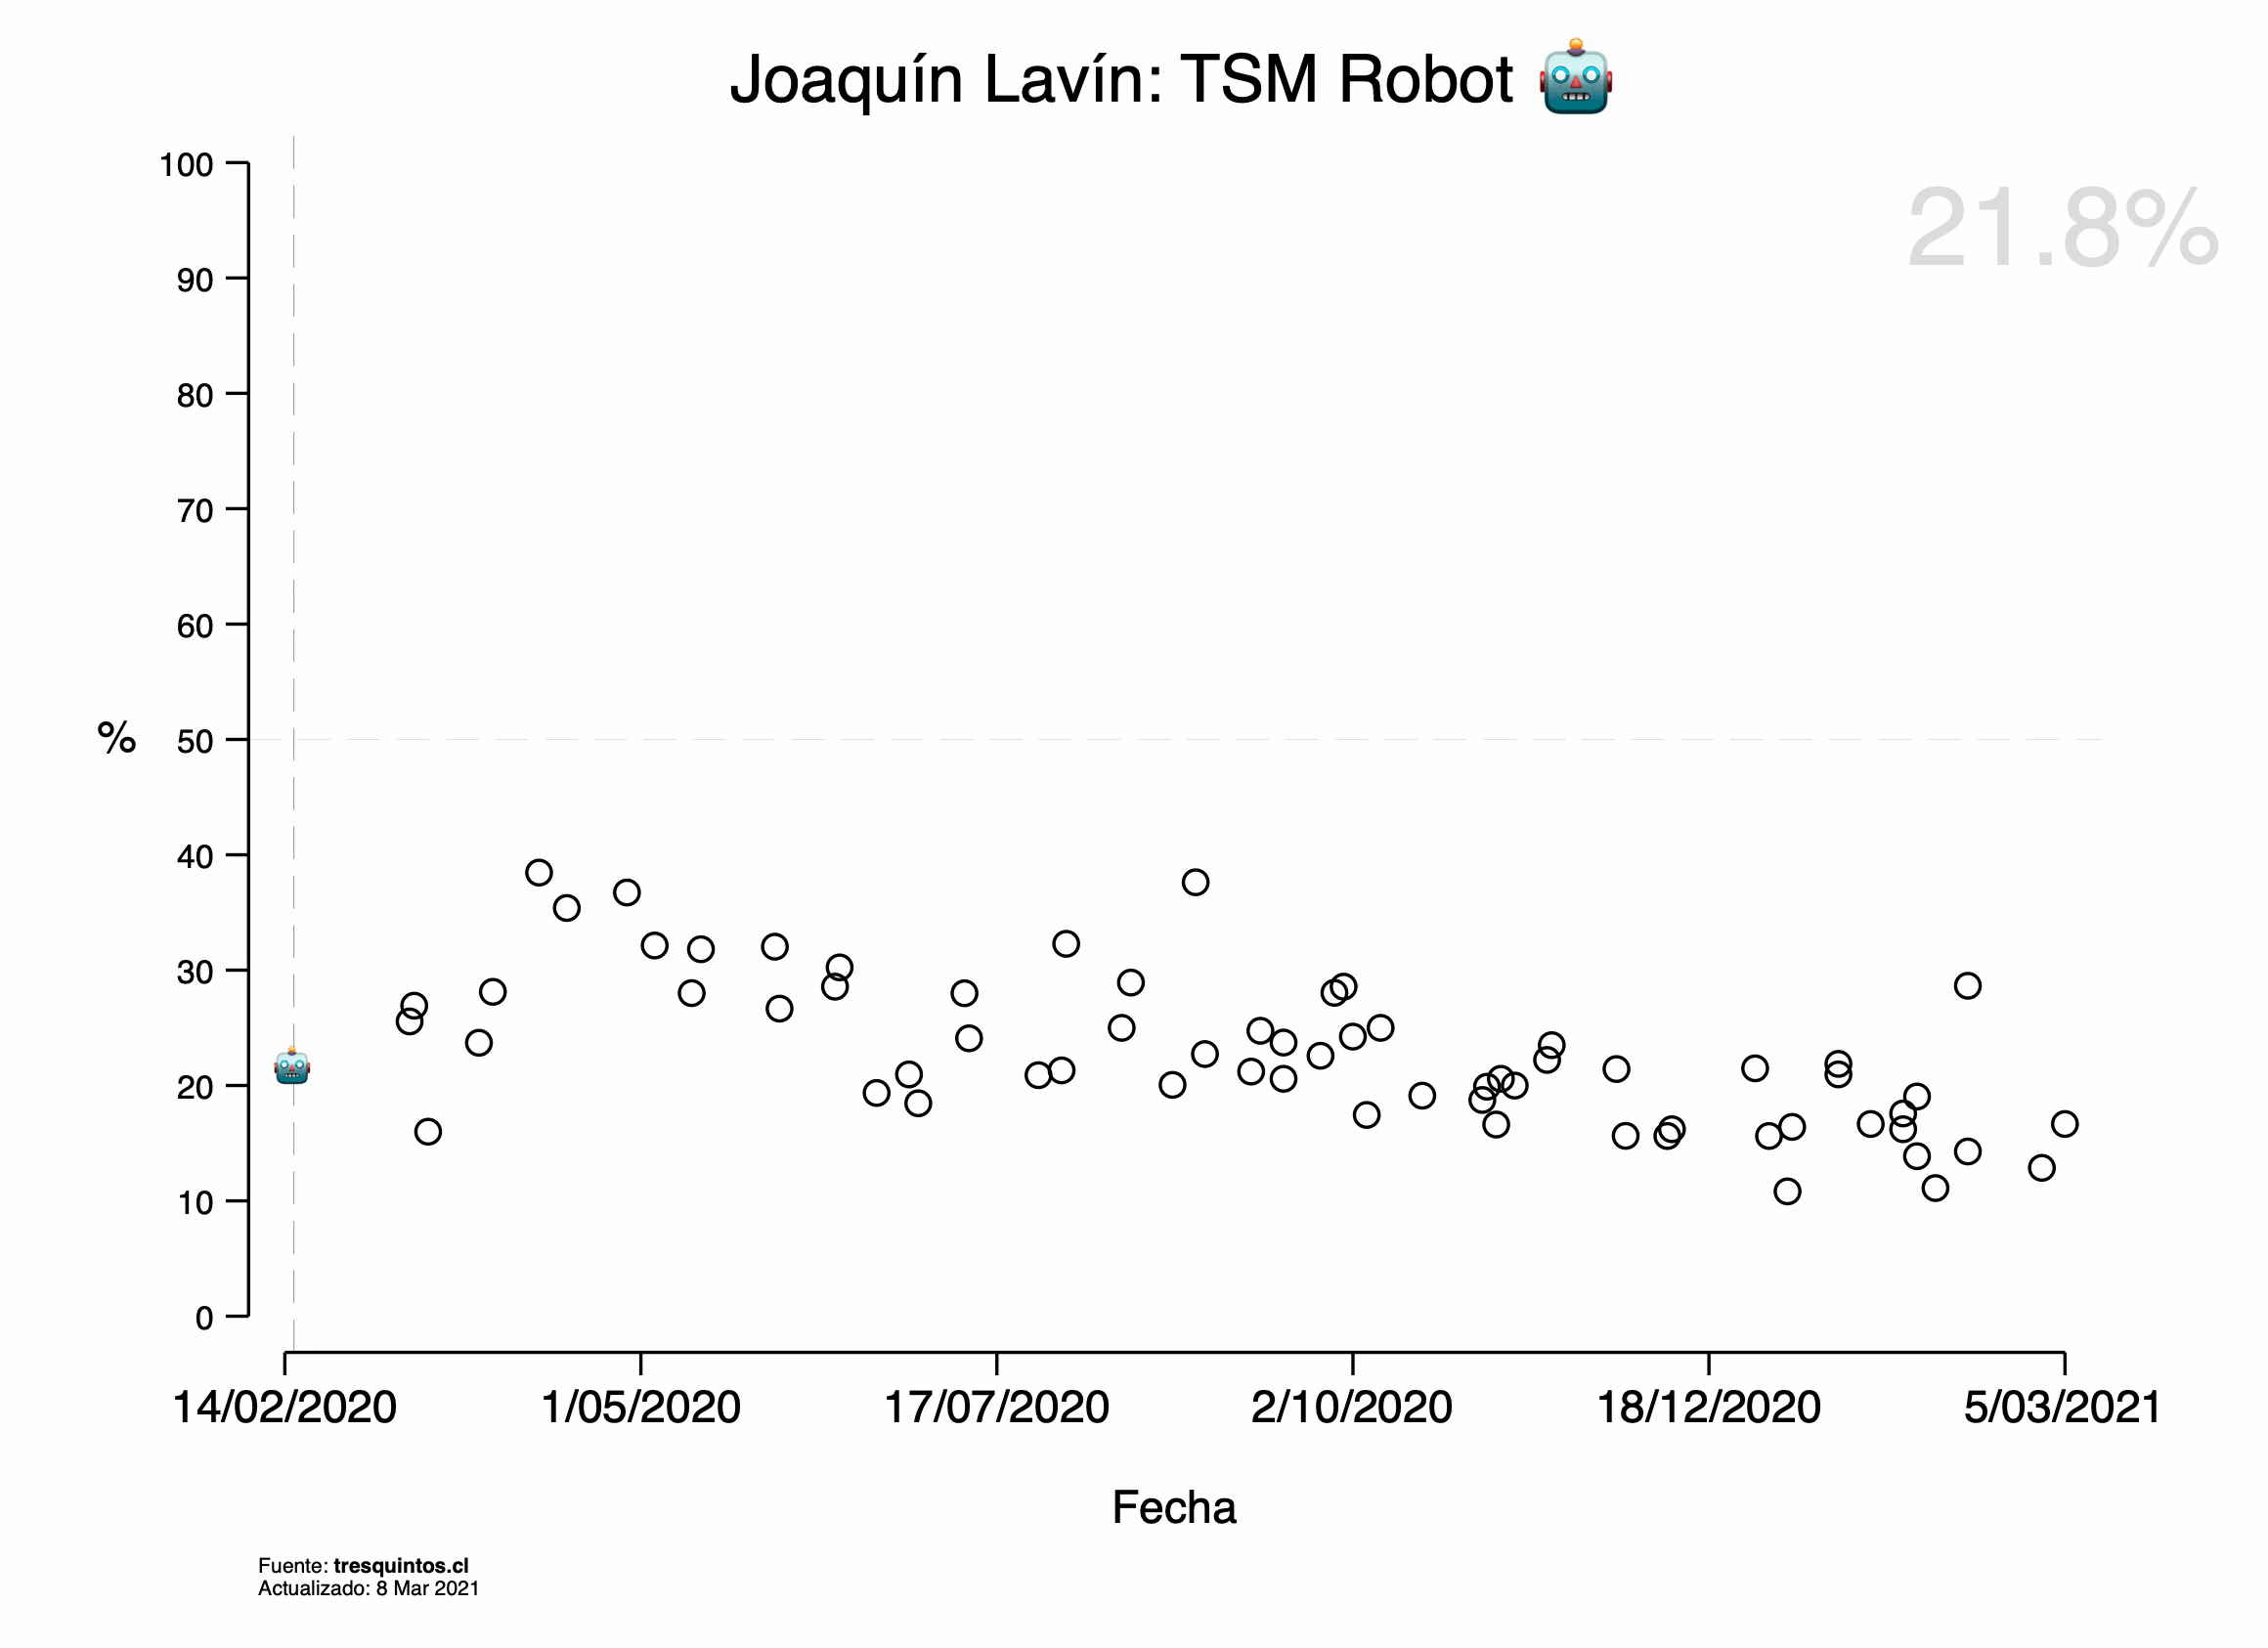 Joaquín Lavín: TSM Robot 🤖
21.8%
100
90
80
70
60
% 50
40
30
20
10
0
14/02/2020 1/05/2020 17/07/2020 2/10/2020 18/12/2020 5/03/2021
Fecha
Fuente: tresquintos.cl
Actualizado: 8 Mar 2021